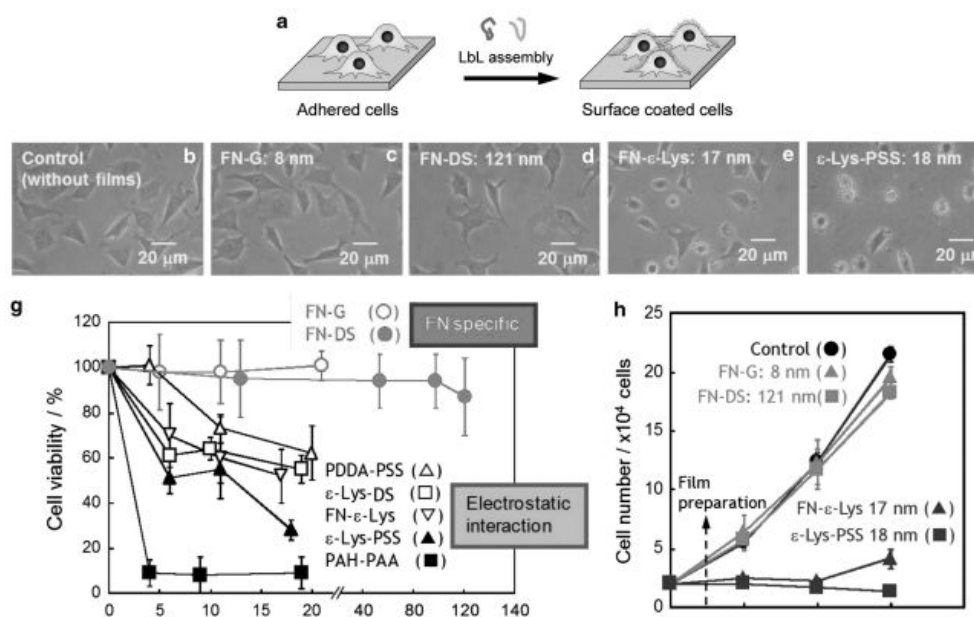 a
LbL assembly
Adhered cells
Surface coated cells
Control
(without films)
b
FN-G: 8 nm
c
FN-DS: 121 nm
d
FN-ε-Lys: 17 nm
e
ε-Lys-PSS: 18 nm
20 μm
20 μm
20 μm
20 μm
20 μm
g
Cell viability / %
120
100
80
60
40
20
0
FN-G (○)
FN-DS (●)
FN specific
PDDA-PSS △
ε-Lys-DS □
FN-ε-Lys ▽
ε-Lys-PSS ▲
PAH-PAA ■
Electrostatic
interaction
0 5 10 15 20 40 60 80 100 120 140
h
Cell number / x10⁴ cells
25
20
15
10
5
0
Control (●)
FN-G: 8 nm (▲)
FN-DS: 121 nm(■)
Film
preparation
FN-ε-Lys 17 nm (▲)
ε-Lys-PSS 18 nm (■)